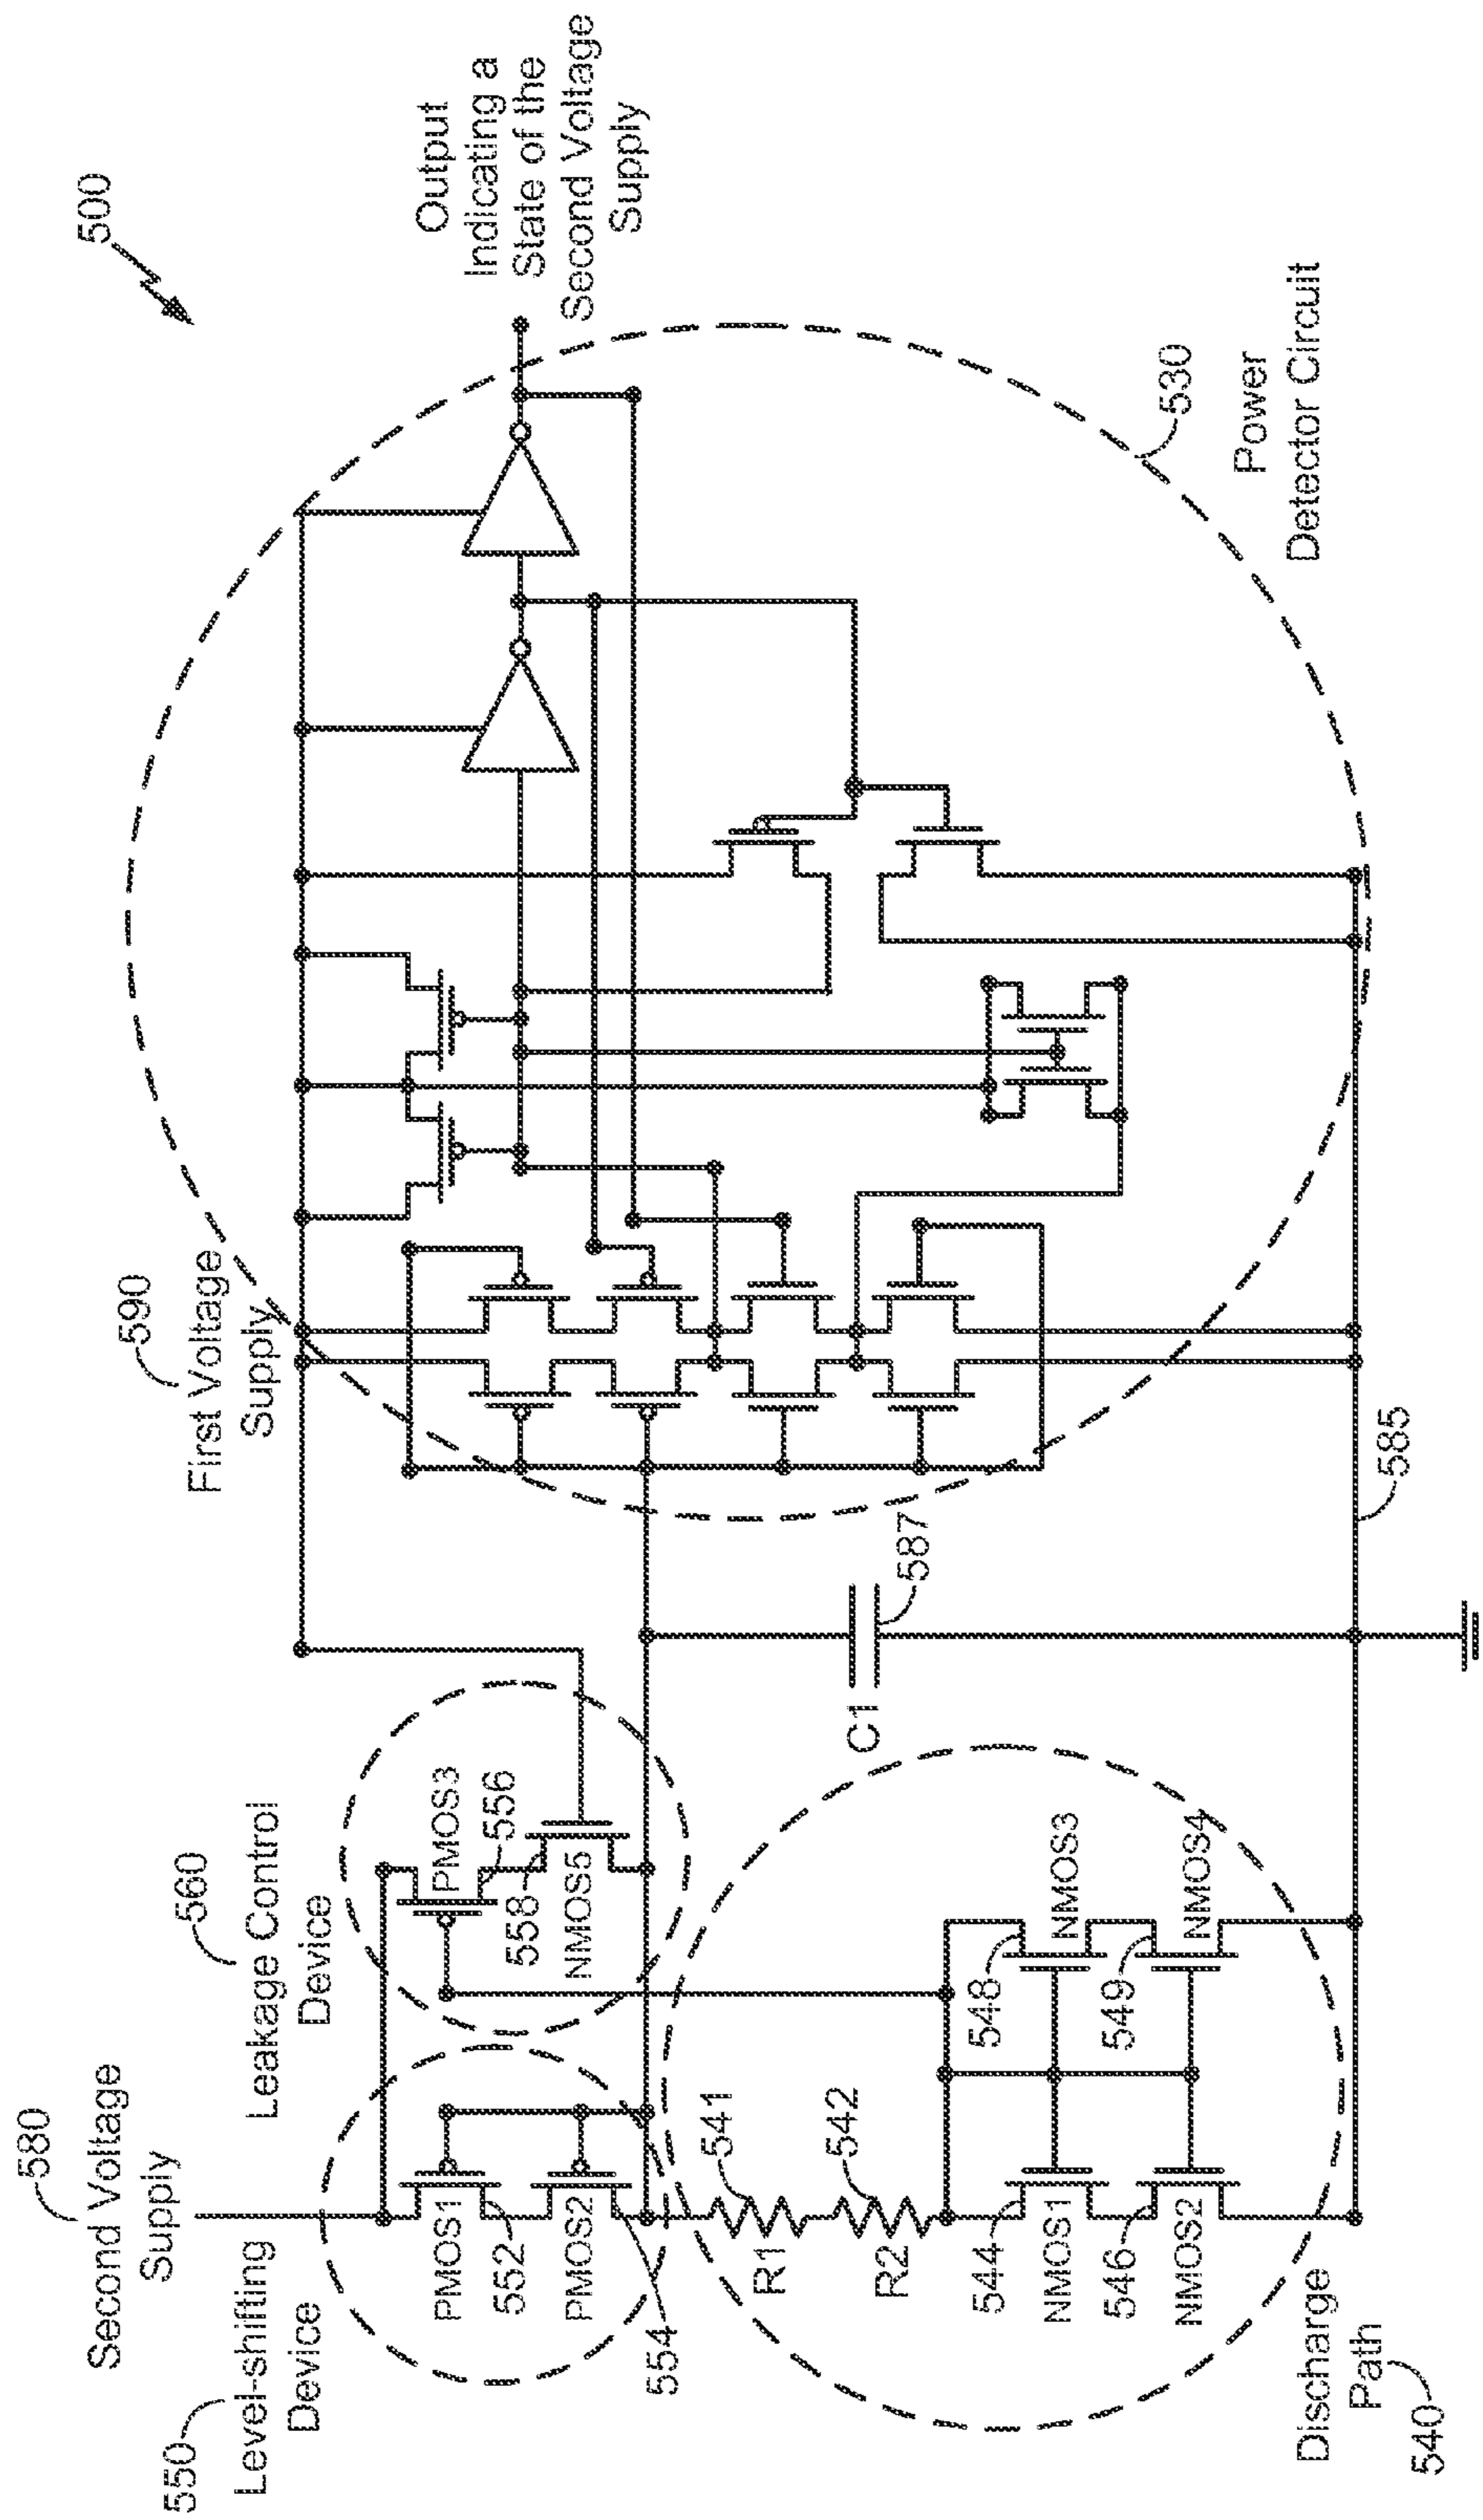 500
Output
Indicating a
State of the
Second Voltage
Supply
590
First Voltage
Supply
530
Power
Detector Circuit
580
Second Voltage
Supply
560
Leakage Control
Device
550
Level-shifting
Device
PMOS1
552
PMOS2
554
PMOS3
556
558
NMOS5
R1
541
R2
542
544
NMOS1
546
NMOS2
548
NMOS3
549
NMOS4
C1
587
585
Discharge
Path
540